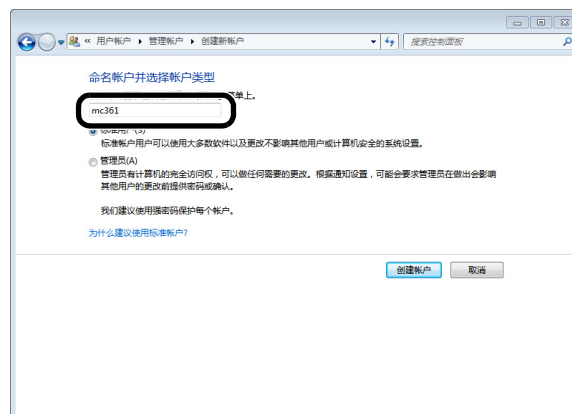 « 用户帐户 ▸ 管理帐户 ▸ 创建新帐户
搜索控制面板
命名帐户并选择帐户类型
菜单上。
mc361
标准用户(S)
标准帐户用户可以使用大多数软件以及更改不影响其他用户或计算机安全的系统设置。
管理员(A)
管理员有计算机的完全访问权，可以做任何需要的更改。根据通知设置，可能会要求管理员在做出会影响
其他用户的更改前提供密码或确认。
我们建议使用强密码保护每个帐户。
为什么建议使用标准帐户?
创建帐户
取消